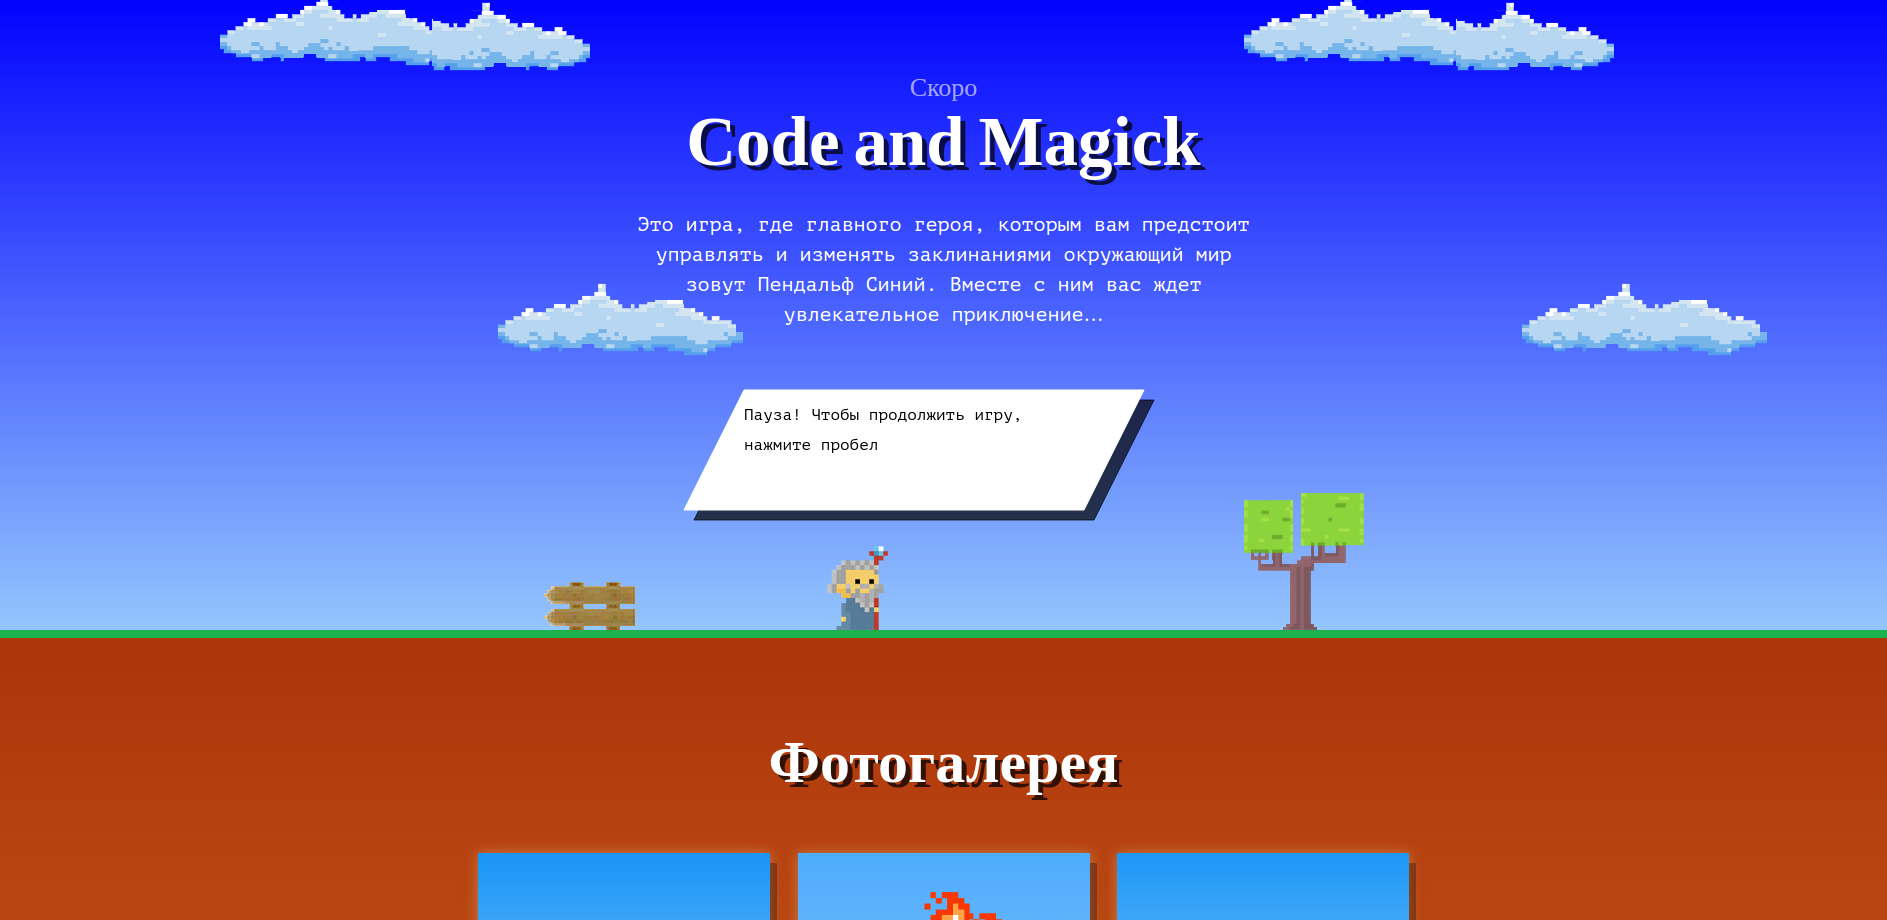 Скоро
Code and Magick
Это игра, где главного героя, которым вам предстоит
управлять и изменять заклинаниями окружающий мир
зовут Пендальф Синий. Вместе с ним вас ждет
увлекательное приключение...
Пауза! Чтобы продолжить игру,
нажмите пробел
Фотогалерея